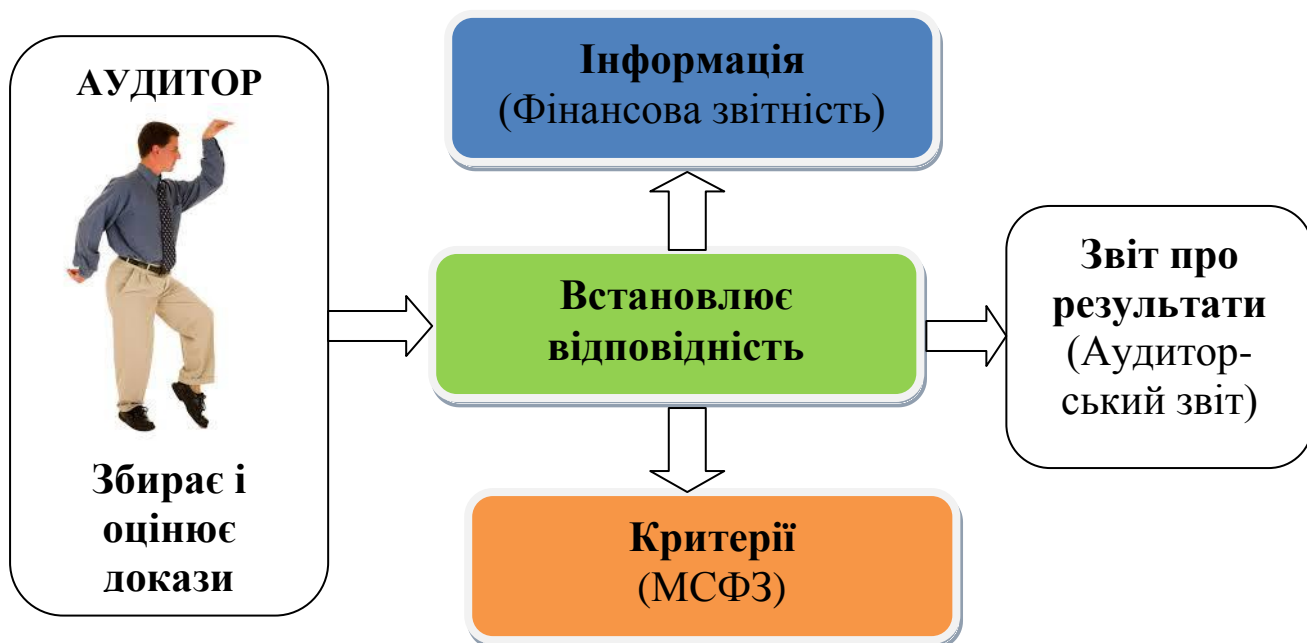 АУДИТОР
Збирає і
оцінює
докази
Інформація
(Фінансова звітність)
Встановлює
відповідність
Критерії
(МСФЗ)
Звіт про
результати
(Аудитор-
ський звіт)